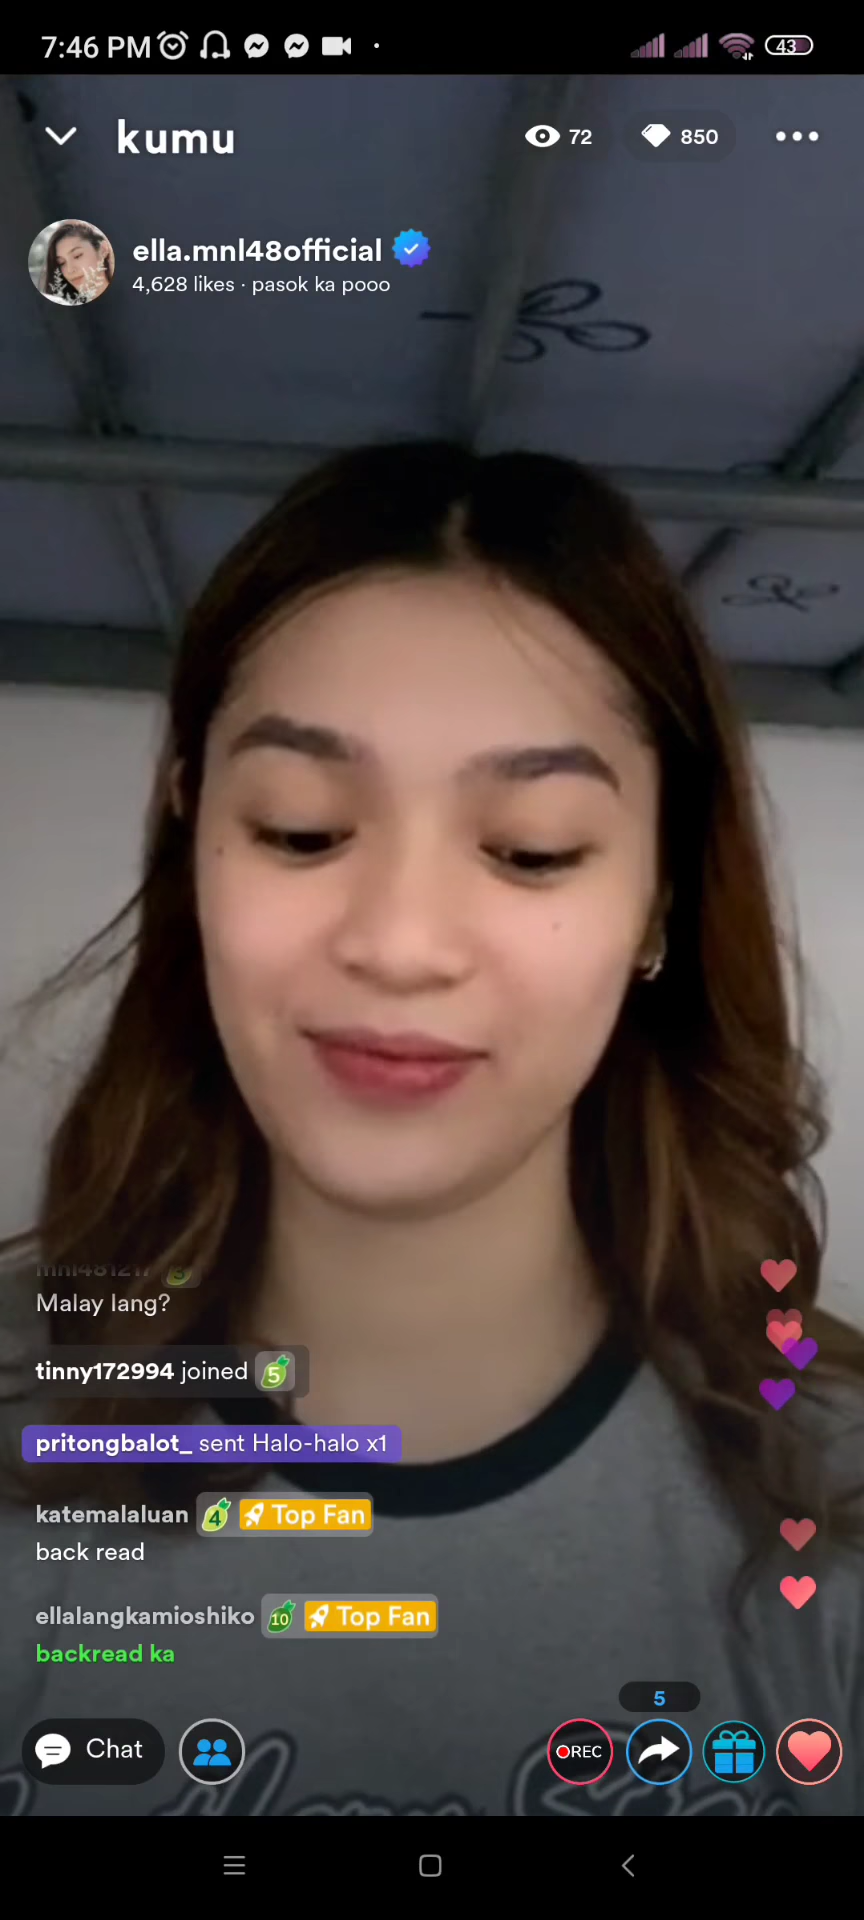 7:46 PM
43
kumu
72
850
ella.mnl48official
4,628 likes · pasok ka pooo
mnl481217 3
Malay lang?
tinny172994 joined 5
pritongbalot_ sent Halo-halo x1
katemalaluan 4 Top Fan
back read
ellalangkamioshiko 10 Top Fan
backread ka
5
Chat
REC